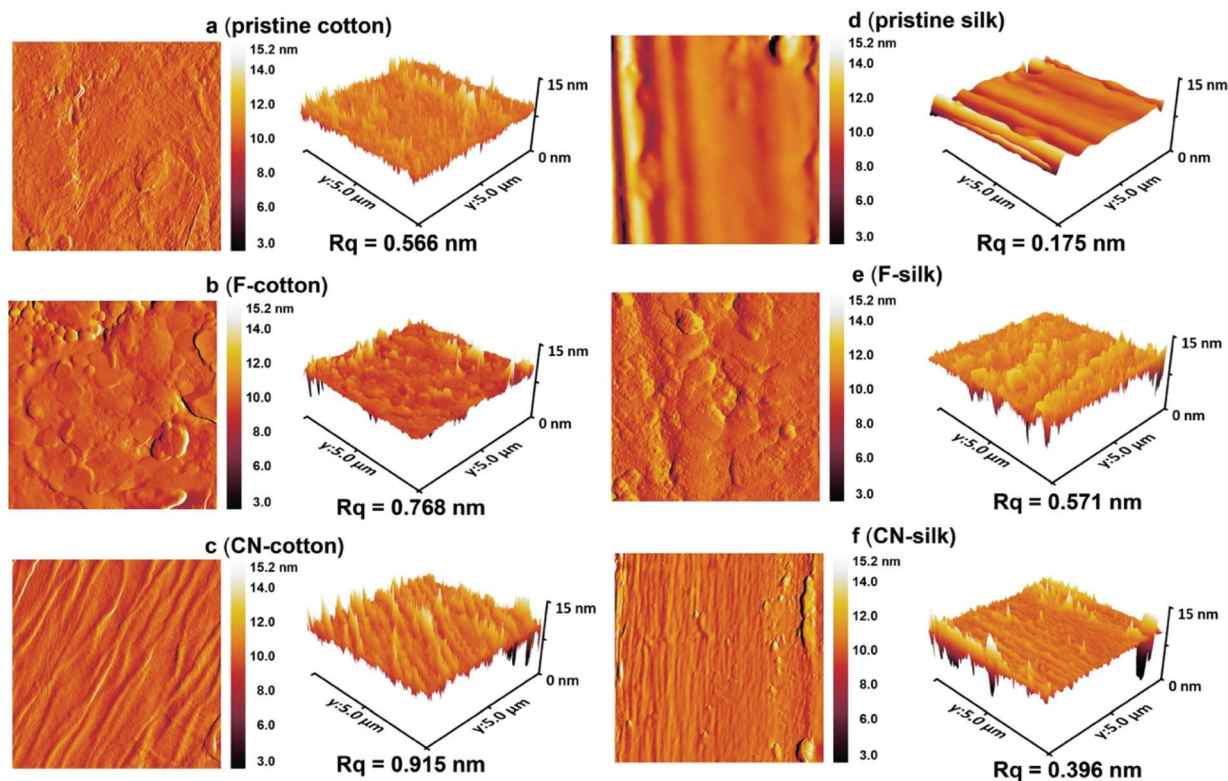 a (pristine cotton)
15.2 nm
14.0
12.0
10.0
8.0
6.0
3.0
15 nm
0 nm
y:5.0 µm
y:5.0 µm
Rq = 0.566 nm
d (pristine silk)
15.2 nm
14.0
12.0
10.0
8.0
6.0
3.0
15 nm
0 nm
y:5.0 µm
y:5.0 µm
Rq = 0.175 nm
b (F-cotton)
15.2 nm
14.0
12.0
10.0
8.0
6.0
3.0
15 nm
0 nm
y:5.0 µm
y:5.0 µm
Rq = 0.768 nm
e (F-silk)
15.2 nm
14.0
12.0
10.0
8.0
6.0
3.0
15 nm
0 nm
y:5.0 µm
y:5.0 µm
Rq = 0.571 nm
c (CN-cotton)
15.2 nm
14.0
12.0
10.0
8.0
6.0
3.0
15 nm
0 nm
y:5.0 µm
y:5.0 µm
Rq = 0.915 nm
f (CN-silk)
15.2 nm
14.0
12.0
10.0
8.0
6.0
3.0
15 nm
0 nm
y:5.0 µm
y:5.0 µm
Rq = 0.396 nm